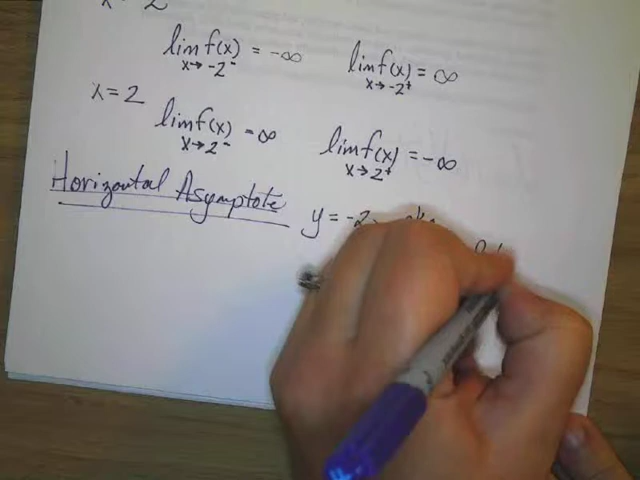 lim f(x) = -∞   lim f(x) = ∞
x→-2⁻   x→-2⁺
x=2   lim f(x) = ∞   lim f(x) = -∞
x→2⁻   x→2⁺
Horizontal Asymptote   y = -2